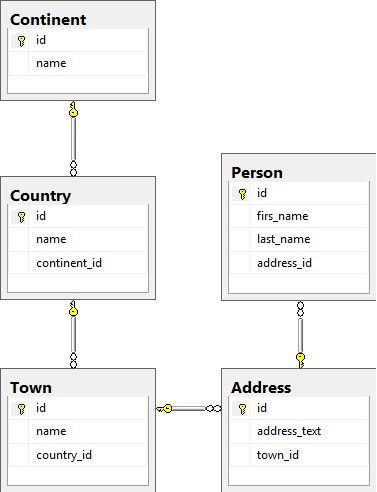 Continent
id
name
Country
id
name
continent_id
Person
id
firs_name
last_name
address_id
Town
id
name
country_id
Address
id
address_text
town_id